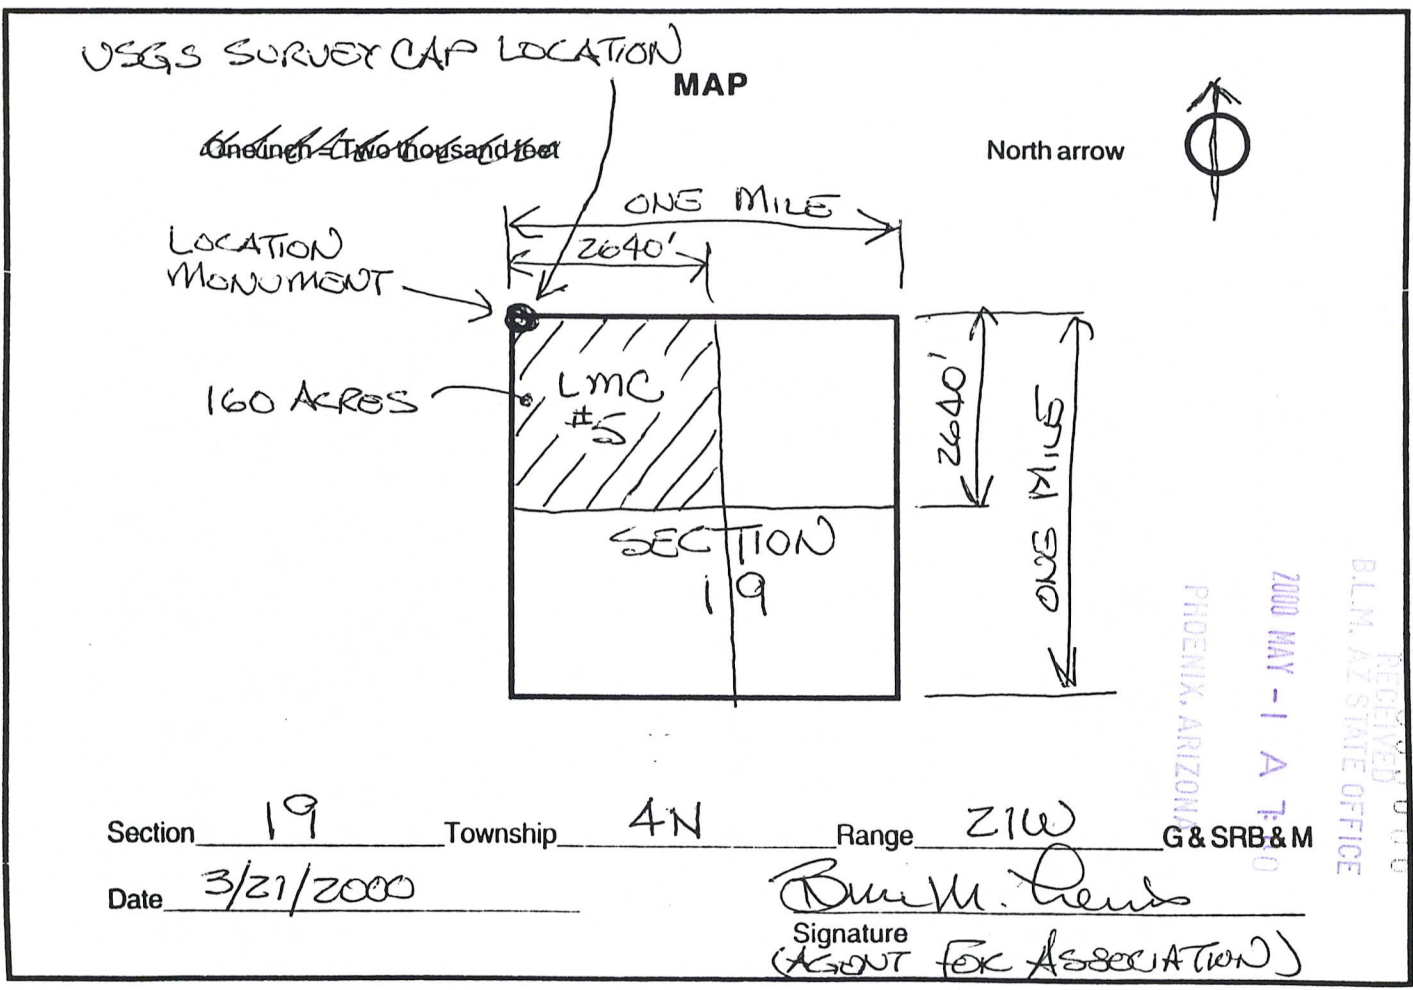 USGS SURVEY CAP LOCATION
MAP
One inch = Two thousand feet
North arrow
ONE MILE
2640'
LOCATION
MONUMENT
160 ACRES
LMC
#5
2640'
ONE MILE
SECTION
19
RECEIVED
B.L.M. AZ STATE OFFICE
2000 MAY -1 A
PHOENIX, ARIZONA
Section 19 Township 4N Range 21W G & SRB & M
Date 3/21/2000
Signature
(AGENT FOR ASSOCIATION)